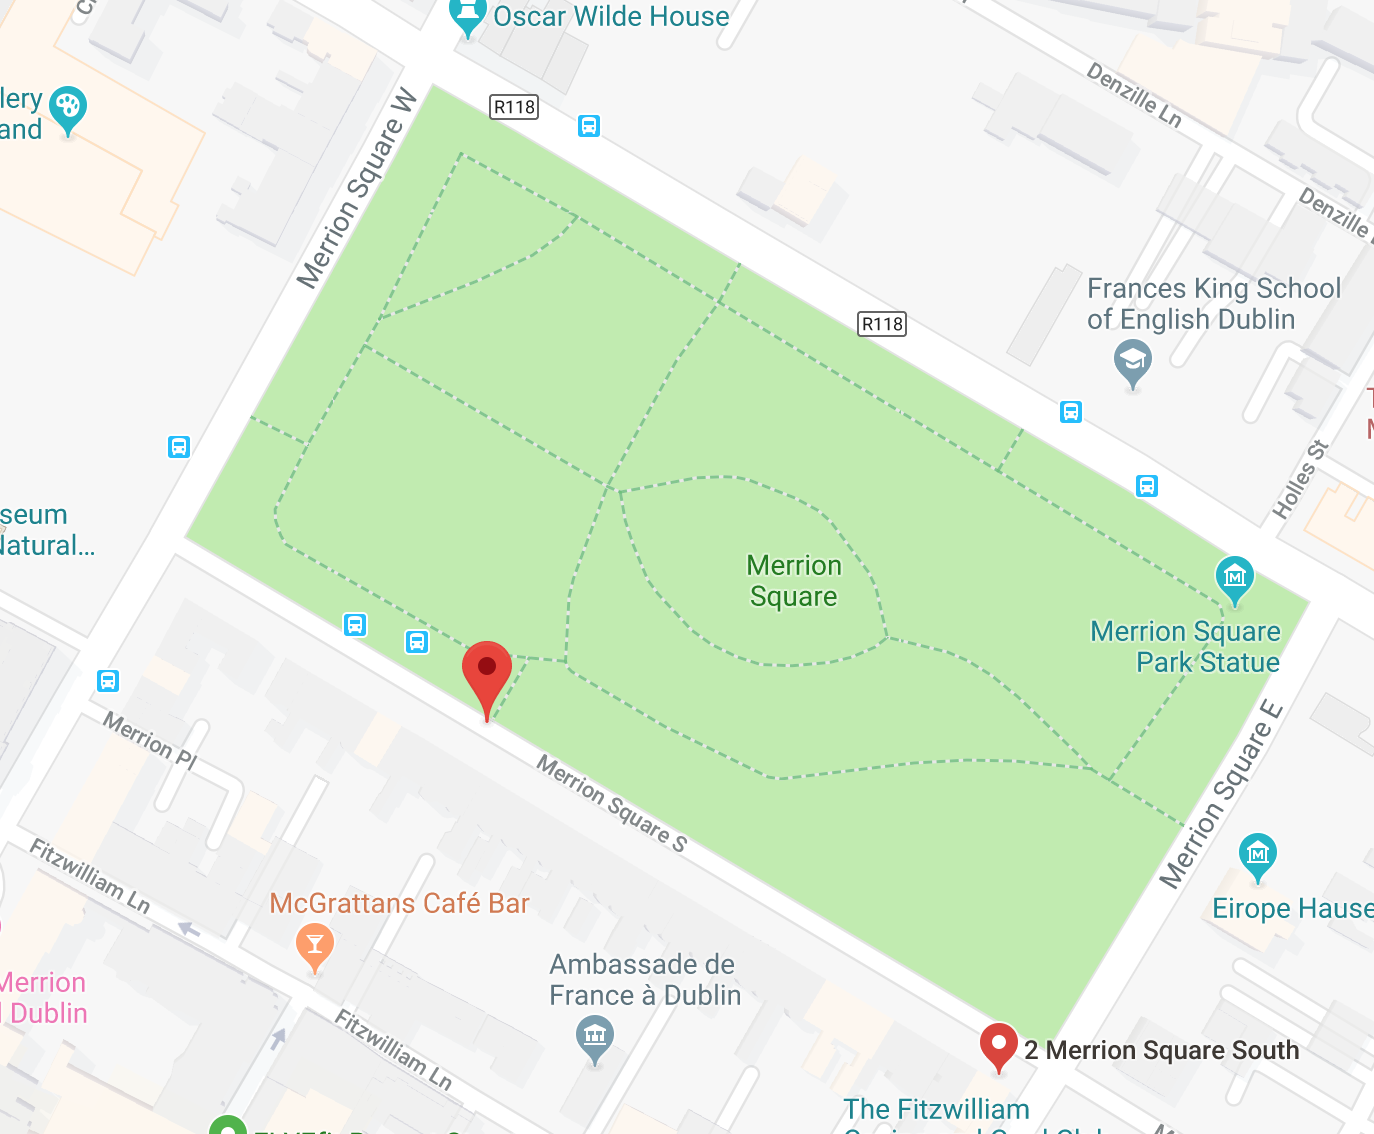 Oscar Wilde House
R118
Denzille Ln
lery
and
Merrion Square W
Denzille
Frances King School
of English Dublin
R118
Holles St
seum
Natural...
Merrion
Square
Merrion Square
Park Statue
Merrion Pl
Merrion Square S
Merrion Square E
Fitzwilliam Ln
McGrattans Café Bar
Eirope Hause
Ambassade de
France à Dublin
Merrion
Dublin
Fitzwilliam Ln
2 Merrion Square South
The Fitzwilliam